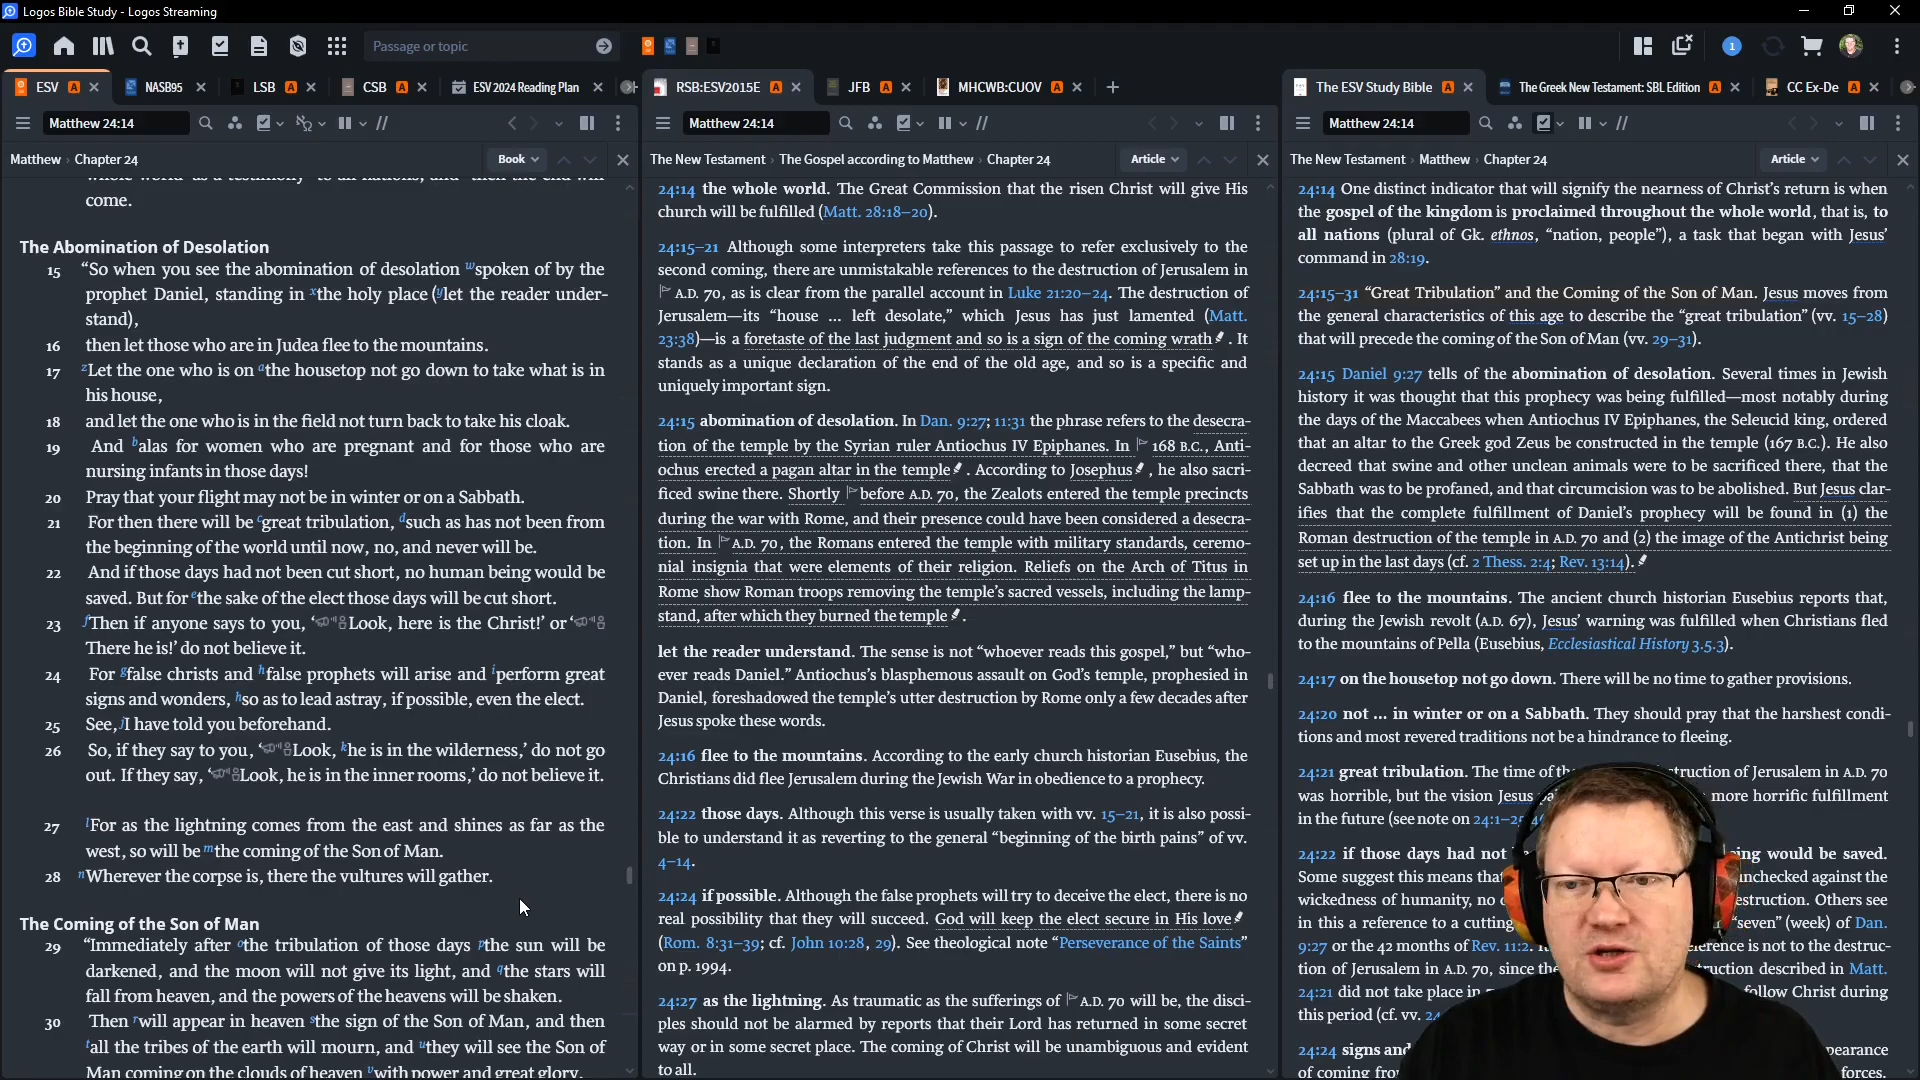 Logos Bible Study - Logos Streaming
Passage or topic
1
ESV A
NASB95
LSB A
CSB A
ESV 2024 Reading Plan
RSB:ESV2015E A
JFB A
MHCWB:CUOV A
The ESV Study Bible A
The Greek New Testament: SBL Edition A
CC Ex-De A
Matthew 24:14
Matthew 24:14
Matthew 24:14
Matthew › Chapter 24
Book
The New Testament › The Gospel according to Matthew › Chapter 24
Article
The New Testament › Matthew › Chapter 24
Article
come.
The Abomination of Desolation
15 “So when you see the abomination of desolation w spoken of by the
prophet Daniel, standing in x the holy place (y let the reader under-
stand),
16 then let those who are in Judea flee to the mountains.
17 z Let the one who is on a the housetop not go down to take what is in
his house,
18 and let the one who is in the field not turn back to take his cloak.
19 And b alas for women who are pregnant and for those who are
nursing infants in those days!
20 Pray that your flight may not be in winter or on a Sabbath.
21 For then there will be c great tribulation, d such as has not been from
the beginning of the world until now, no, and never will be.
22 And if those days had not been cut short, no human being would be
saved. But for e the sake of the elect those days will be cut short.
23 f Then if anyone says to you, ‘Look, here is the Christ!’ or ‘
There he is!’ do not believe it.
24 For g false christs and h false prophets will arise and i perform great
signs and wonders, h so as to lead astray, if possible, even the elect.
25 See, j I have told you beforehand.
26 So, if they say to you, ‘Look, k he is in the wilderness,’ do not go
out. If they say, ‘Look, he is in the inner rooms,’ do not believe it.
27 l For as the lightning comes from the east and shines as far as the
west, so will be m the coming of the Son of Man.
28 n Wherever the corpse is, there the vultures will gather.
The Coming of the Son of Man
29 “Immediately after o the tribulation of those days p the sun will be
darkened, and the moon will not give its light, and q the stars will
fall from heaven, and the powers of the heavens will be shaken.
30 Then r will appear in heaven s the sign of the Son of Man, and then
t all the tribes of the earth will mourn, and u they will see the Son of
Man coming on the clouds of heaven v with power and great glory.
24:14 the whole world. The Great Commission that the risen Christ will give His
church will be fulfilled (Matt. 28:18–20).
24:15–21 Although some interpreters take this passage to refer exclusively to the
second coming, there are unmistakable references to the destruction of Jerusalem in
A.D. 70, as is clear from the parallel account in Luke 21:20–24. The destruction of
Jerusalem—its “house ... left desolate,” which Jesus has just lamented (Matt.
23:38)—is a foretaste of the last judgment and so is a sign of the coming wrath. It
stands as a unique declaration of the end of the old age, and so is a specific and
uniquely important sign.
24:15 abomination of desolation. In Dan. 9:27; 11:31 the phrase refers to the desecra-
tion of the temple by the Syrian ruler Antiochus IV Epiphanes. In 168 B.C., Anti-
ochus erected a pagan altar in the temple. According to Josephus, he also sacri-
ficed swine there. Shortly before A.D. 70, the Zealots entered the temple precincts
during the war with Rome, and their presence could have been considered a desecra-
tion. In A.D. 70, the Romans entered the temple with military standards, ceremo-
nial insignia that were elements of their religion. Reliefs on the Arch of Titus in
Rome show Roman troops removing the temple’s sacred vessels, including the lamp-
stand, after which they burned the temple.
let the reader understand. The sense is not “whoever reads this gospel,” but “who-
ever reads Daniel.” Antiochus’s blasphemous assault on God’s temple, prophesied in
Daniel, foreshadowed the temple’s utter destruction by Rome only a few decades after
Jesus spoke these words.
24:16 flee to the mountains. According to the early church historian Eusebius, the
Christians did flee Jerusalem during the Jewish War in obedience to a prophecy.
24:22 those days. Although this verse is usually taken with vv. 15–21, it is also possi-
ble to understand it as reverting to the general “beginning of the birth pains” of vv.
4–14.
24:24 if possible. Although the false prophets will try to deceive the elect, there is no
real possibility that they will succeed. God will keep the elect secure in His love
(Rom. 8:31–39; cf. John 10:28, 29). See theological note “Perseverance of the Saints”
on p. 1994.
24:27 as the lightning. As traumatic as the sufferings of A.D. 70 will be, the disci-
ples should not be alarmed by reports that their Lord has returned in some secret
way or in some secret place. The coming of Christ will be unambiguous and evident
to all.
24:14 One distinct indicator that will signify the nearness of Christ’s return is when
the gospel of the kingdom is proclaimed throughout the whole world, that is, to
all nations (plural of Gk. ethnos, “nation, people”), a task that began with Jesus’
command in 28:19.
24:15–31 “Great Tribulation” and the Coming of the Son of Man. Jesus moves from
the general characteristics of this age to describe the “great tribulation” (vv. 15–28)
that will precede the coming of the Son of Man (vv. 29–31).
24:15 Daniel 9:27 tells of the abomination of desolation. Several times in Jewish
history it was thought that this prophecy was being fulfilled—most notably during
the days of the Maccabees when Antiochus IV Epiphanes, the Seleucid king, ordered
that an altar to the Greek god Zeus be constructed in the temple (167 B.C.). He also
decreed that swine and other unclean animals were to be sacrificed there, that the
Sabbath was to be profaned, and that circumcision was to be abolished. But Jesus clar-
ifies that the complete fulfillment of Daniel’s prophecy will be found in (1) the
Roman destruction of the temple in A.D. 70 and (2) the image of the Antichrist being
set up in the last days (cf. 2 Thess. 2:4; Rev. 13:14).
24:16 flee to the mountains. The ancient church historian Eusebius reports that,
during the Jewish revolt (A.D. 67), Jesus’ warning was fulfilled when Christians fled
to the mountains of Pella (Eusebius, Ecclesiastical History 3.5.3).
24:17 on the housetop not go down. There will be no time to gather provisions.
24:20 not ... in winter or on a Sabbath. They should pray that the harshest condi-
tions and most revered traditions not be a hindrance to fleeing.
24:21 great tribulation. The time of the destruction of Jerusalem in A.D. 70
was horrible, but the vision Jesus more horrific fulfillment
in the future (see note on 24:1–25
24:22 if those days had not being would be saved.
Some suggest this means that unchecked against the
wickedness of humanity, no Others see
in this a reference to a cutting “seven” (week) of Dan.
9:27 or the 42 months of Rev. 11:2. reference is not to the destruc-
tion of Jerusalem in A.D. 70, since the described in Matt.
24:21 did not take place in follow Christ during
this period (cf. vv.
24:24 signs and
of coming forces.